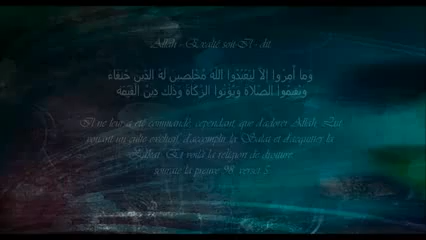 Allah - Exalté soit-Il - dit:
وَمَا أُمِرُوا إِلَّا لِيَعْبُدُوا اللَّهَ مُخْلِصِينَ لَهُ الدِّينَ حُنَفَاءَ
وَيُقِيمُوا الصَّلَاةَ وَيُؤْتُوا الزَّكَاةَ وَذَلِكَ دِينُ الْقَيِّمَةِ
Il ne leur a été commandé, cependant, que d'adorer Allah, Lui
vouant un culte exclusif, d'accomplir la Salat et d'acquitter la
Zakat. Et voilà la religion de droiture.
sourate la preuve 98 verset 5